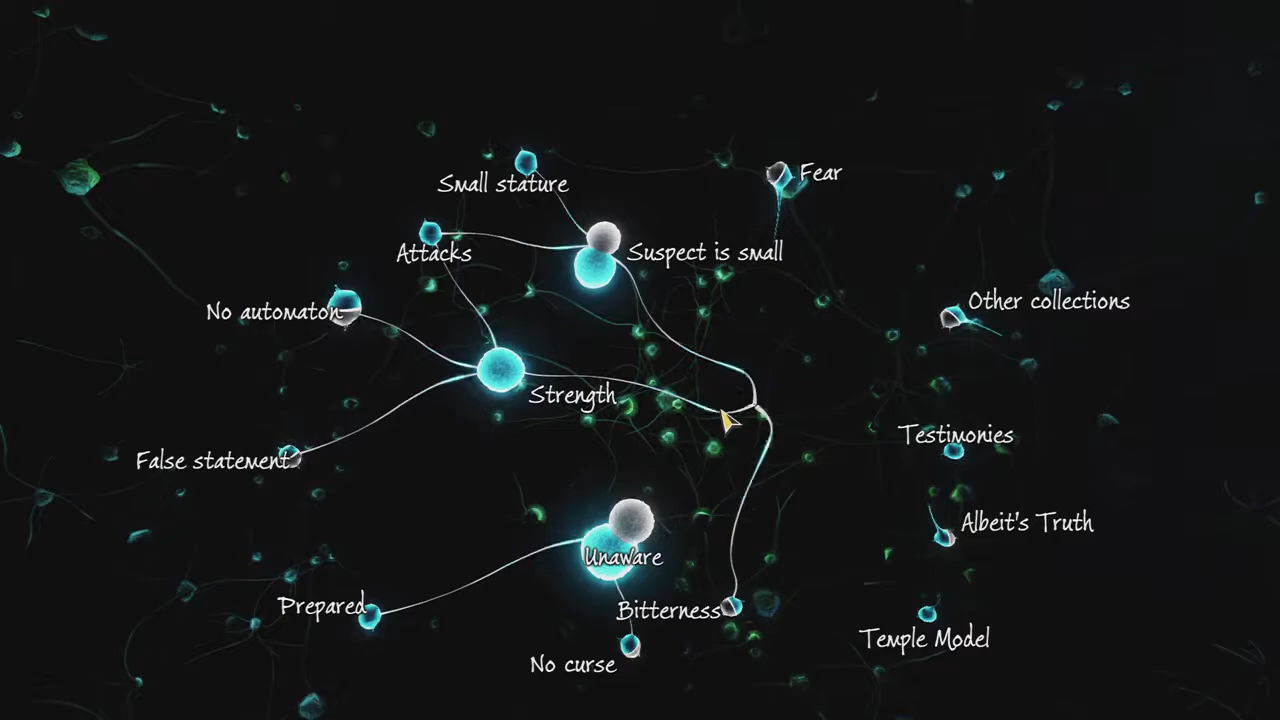 Fear
Small stature
Attacks
Suspect is small
Other collections
No automaton
Strength
Testimonies
False statement
Albeit's Truth
Unaware
Prepared
Bitterness
Temple Model
No curse